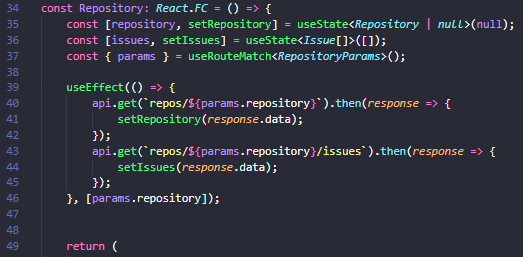 34 const Repository: React.FC = () => {
35     const [repository, setRepository] = useState<Repository | null>(null);
36     const [issues, setIssues] = useState<Issue[]>([]);
37     const { params } = useRouteMatch<RepositoryParams>();
38
39     useEffect(() => {
40         api.get(`repos/${params.repository}`).then(response => {
41             setRepository(response.data);
42         });
43         api.get(`repos/${params.repository}/issues`).then(response => {
44             setIssues(response.data);
45         });
46     }, [params.repository]);
47
48
49     return (